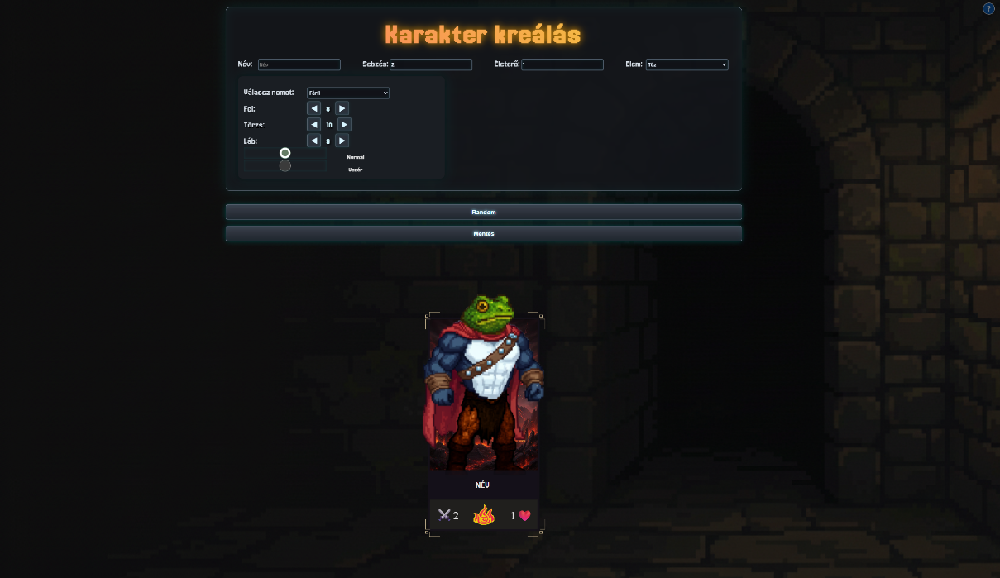 ?
Karakter kreálás
Név: Név Sebzés: 2 Életerő: 1 Elem: Tűz
Válassz nemet: Férfi
Fej: ◀ 8 ▶
Törzs: ◀ 10 ▶
Láb: ◀ 9 ▶
Normál
Vezér
Random
Mentés
NÉV
2 1